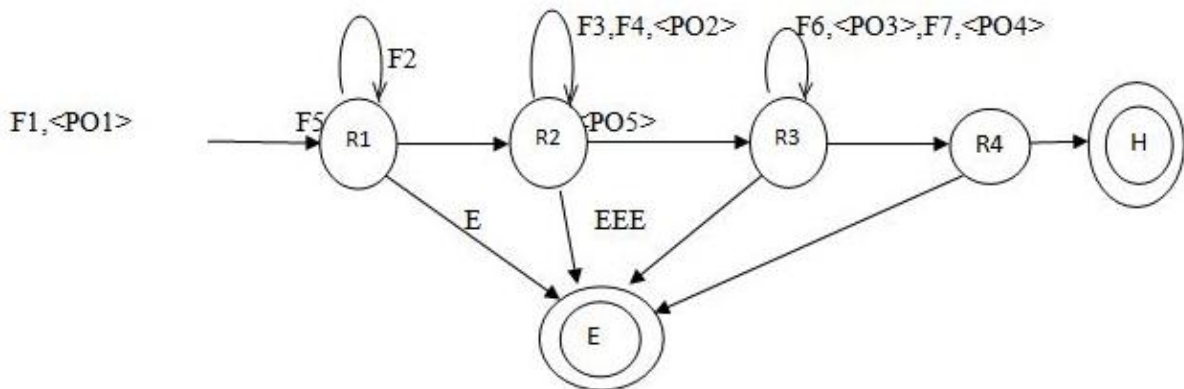 F3,F4,<PO2>
F6,<PO3>,F7,<PO4>
F2
F1,<PO1>
F5
<PO5>
R1
R2
R3
R4
H
E
EEE
E